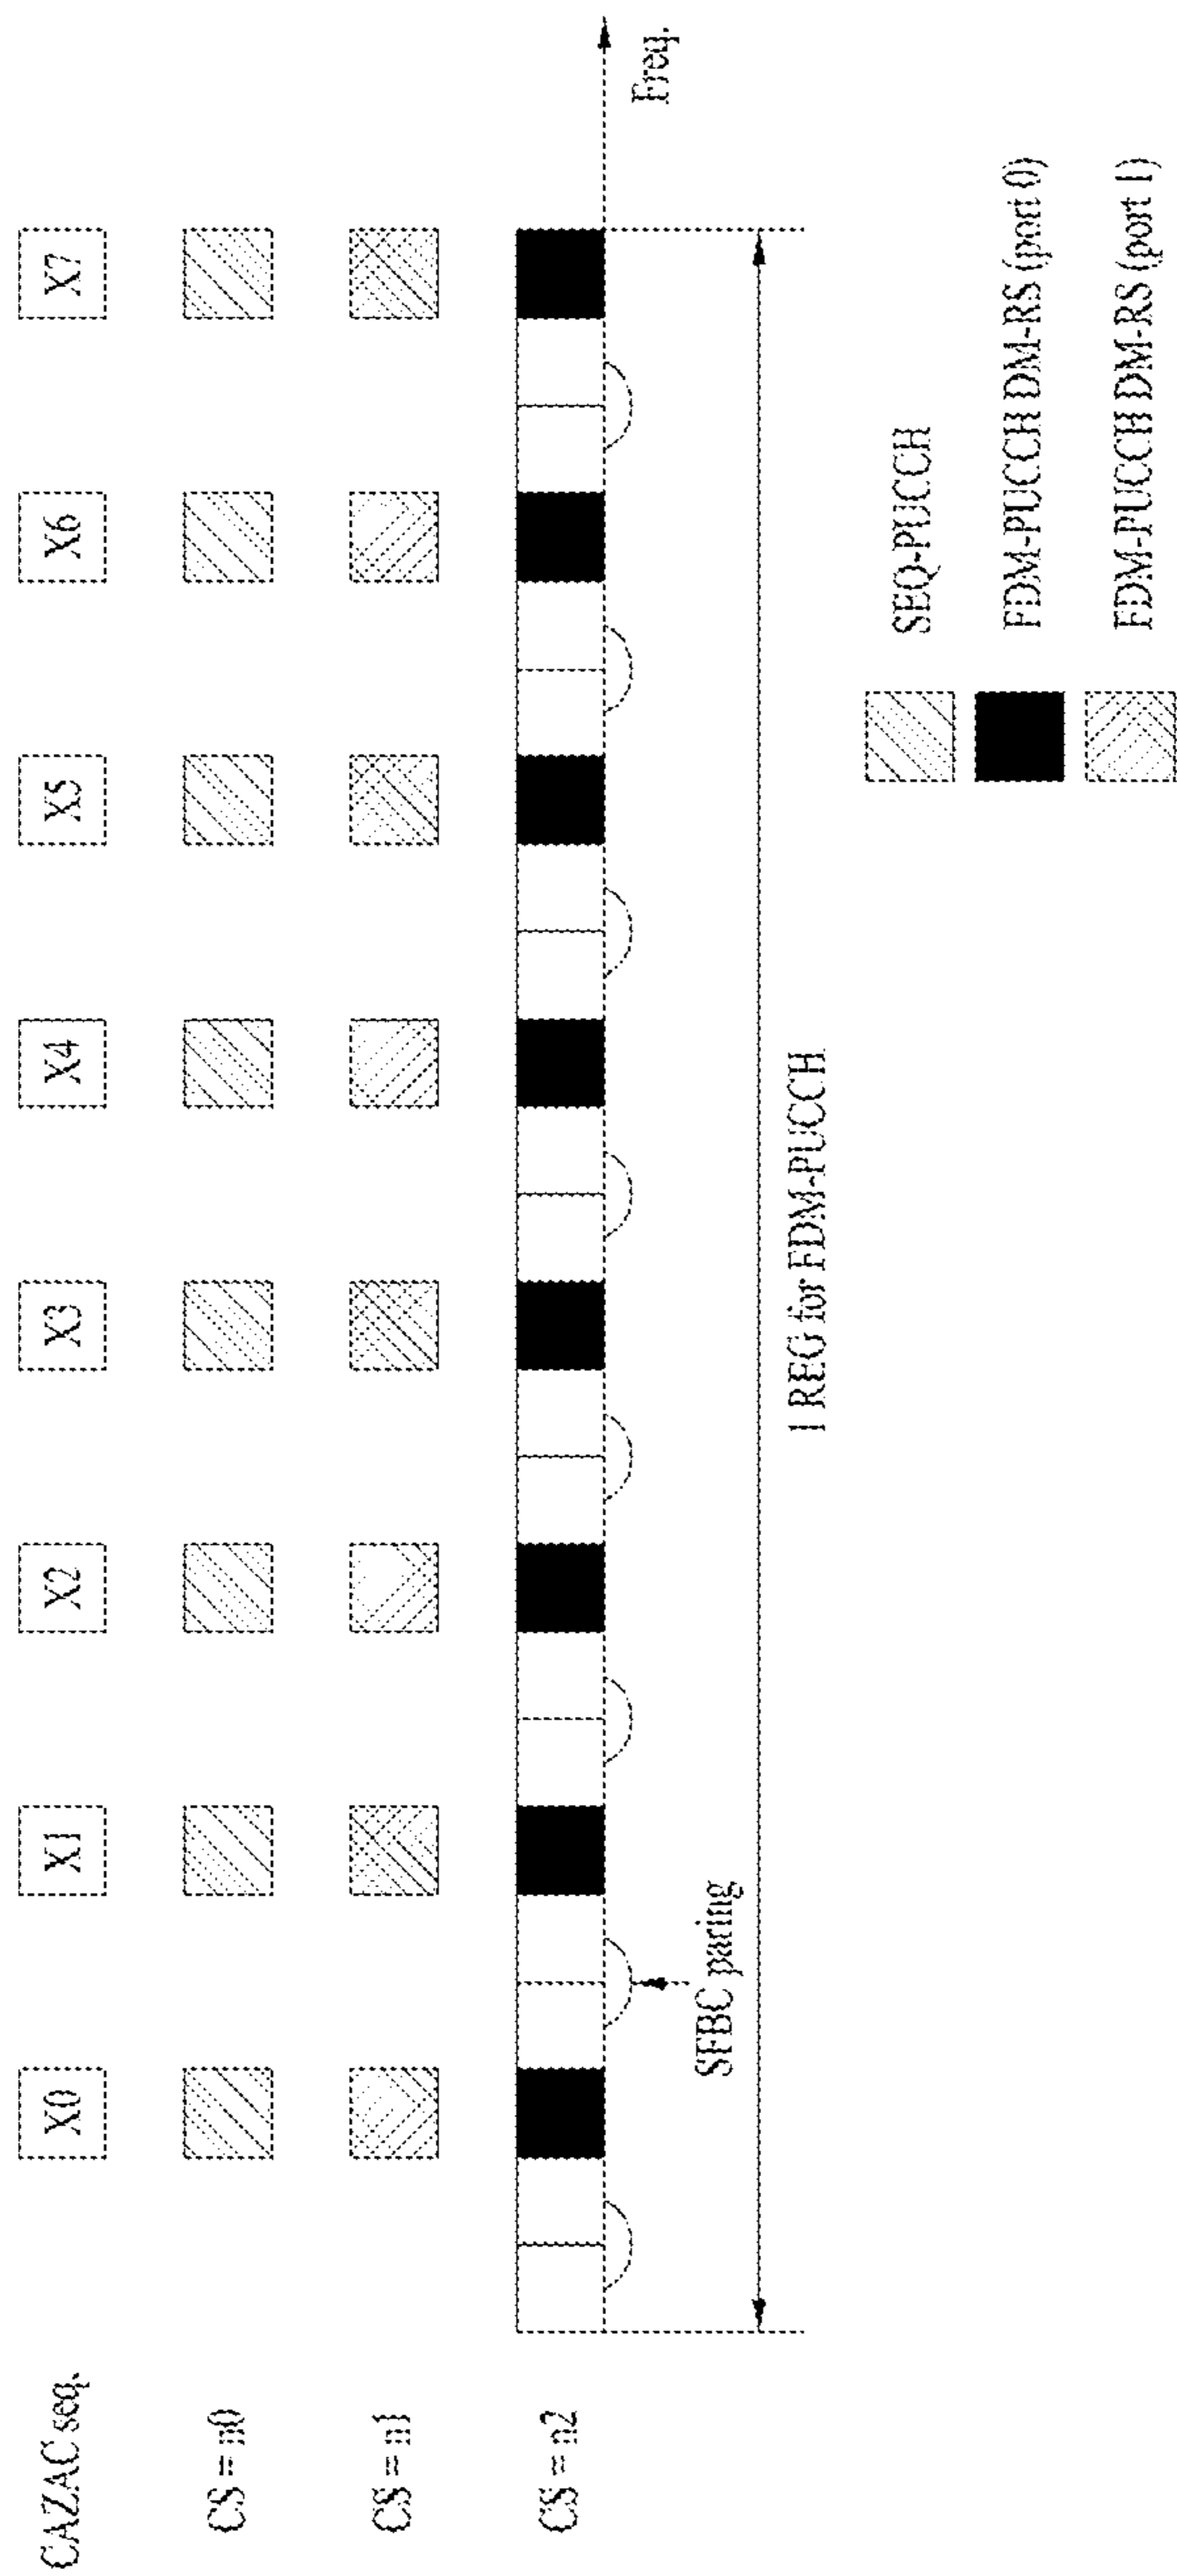 CAZAC seq.
X0 X1 X2 X3 X4 X5 X6 X7
CS = n0
CS = n1
CS = n2
Freq.
SFBC paring
1 REG for FDM-PUCCH
SEQ-PUCCH
FDM-PUCCH DM-RS (port 0)
FDM-PUCCH DM-RS (port 1)